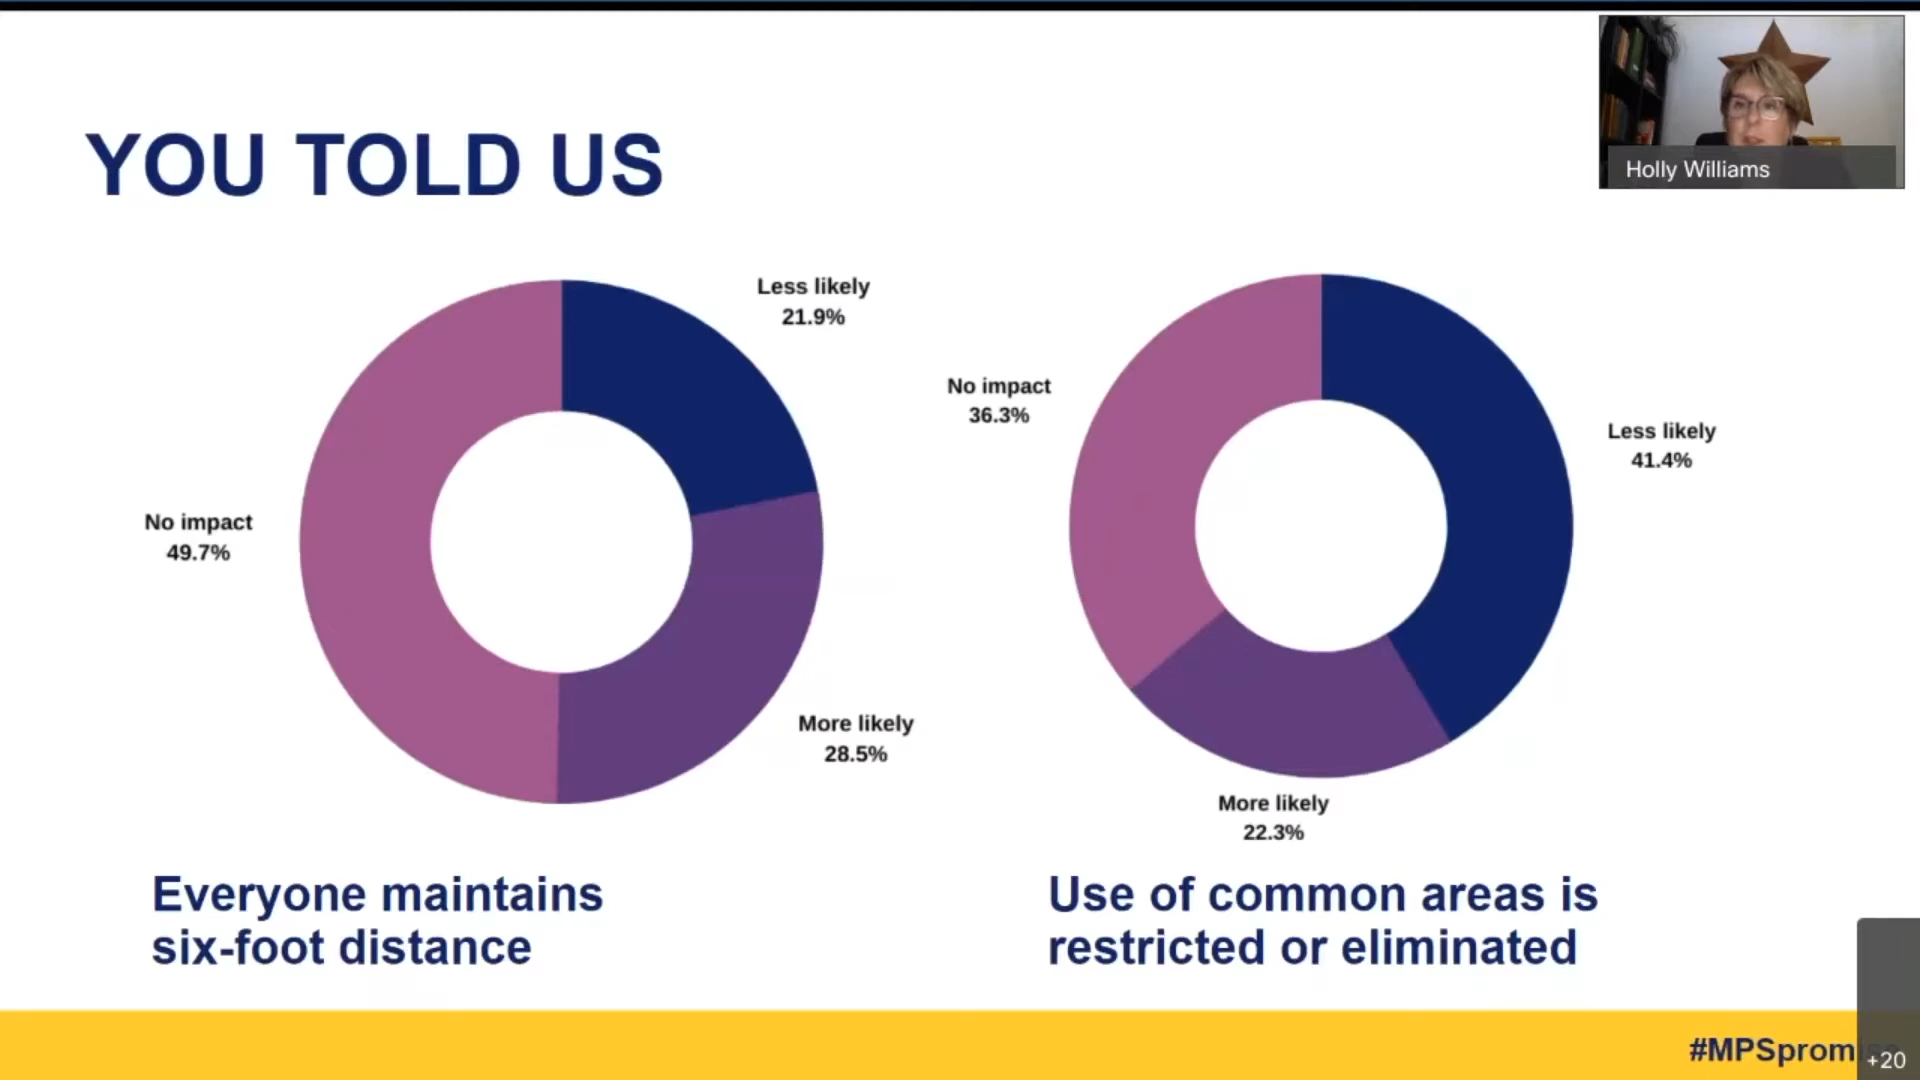 YOU TOLD US
Holly Williams
Less likely
21.9%
No impact
49.7%
More likely
28.5%
No impact
36.3%
Less likely
41.4%
More likely
22.3%
Everyone maintains
six-foot distance
Use of common areas is
restricted or eliminated
+20